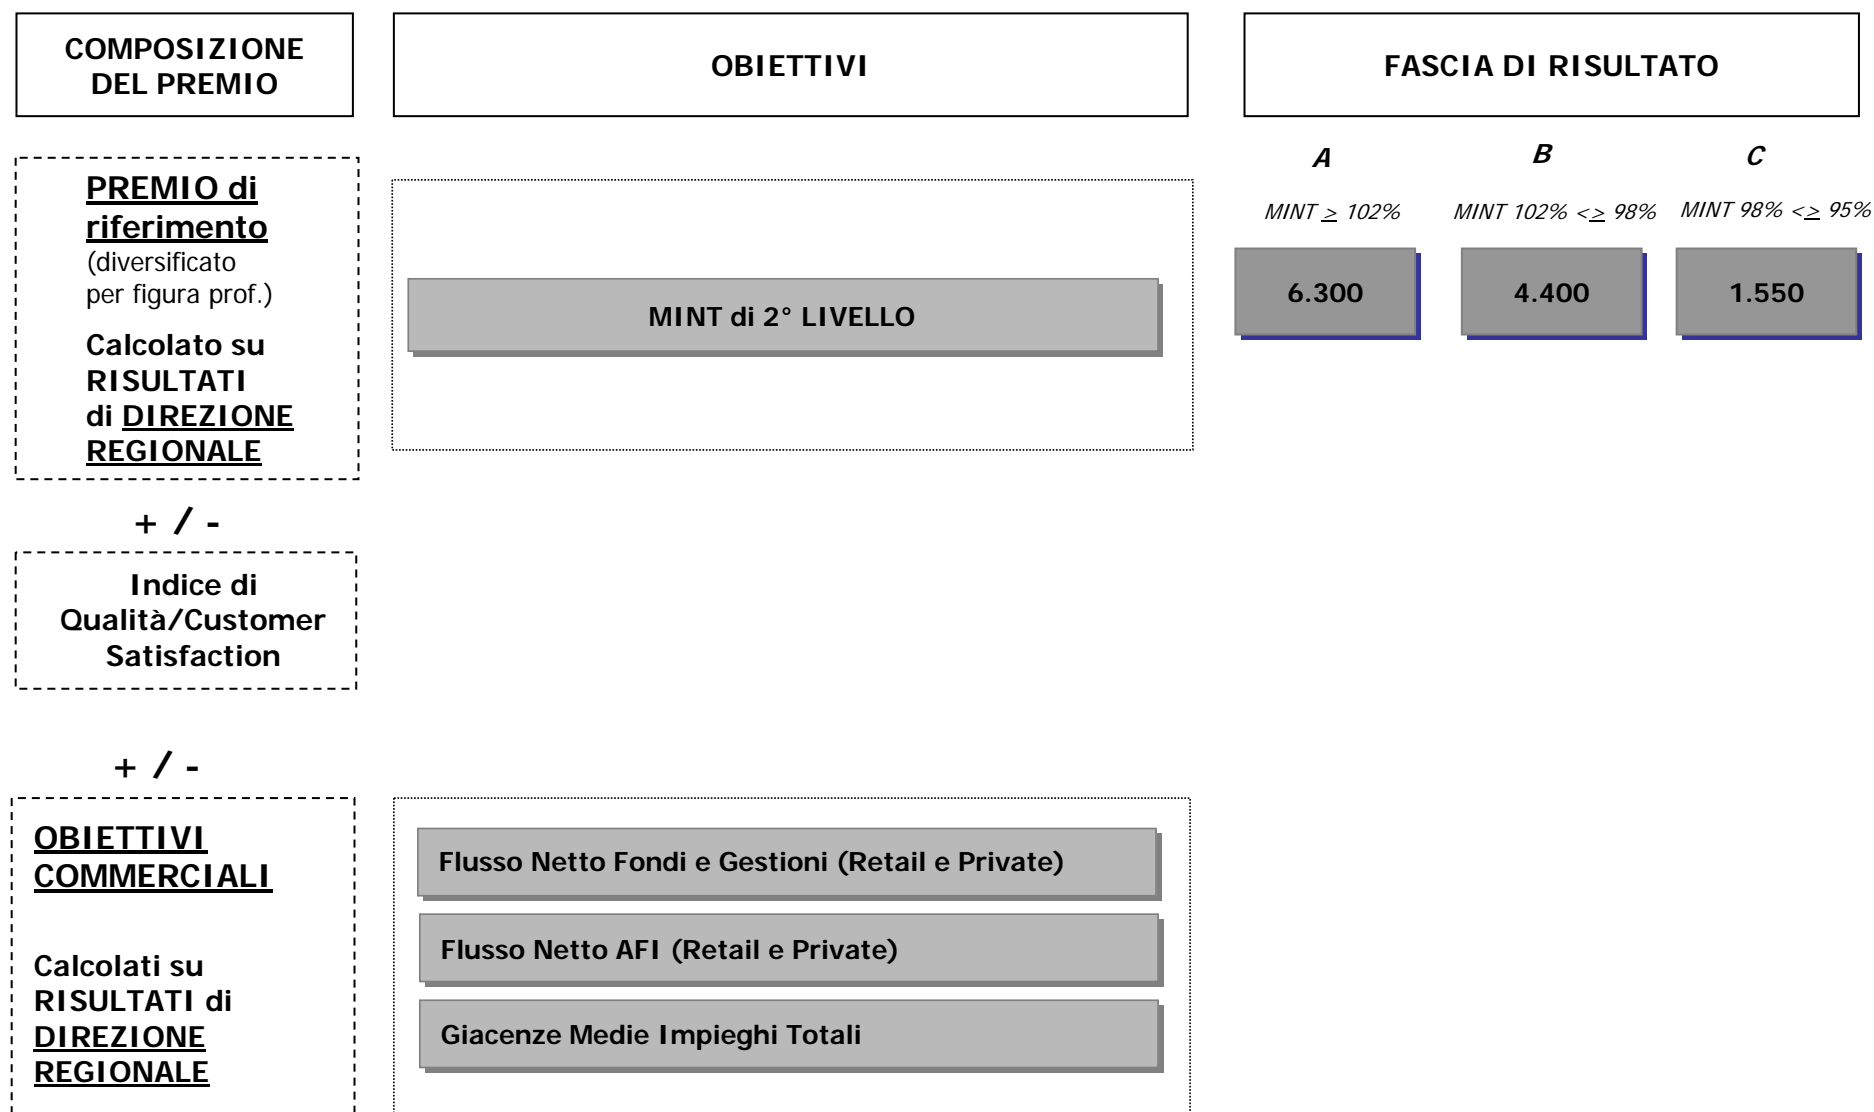 COMPOSIZIONE
DEL PREMIO
OBIETTIVI
FASCIA DI RISULTATO
PREMIO di
riferimento
(diversificato
per figura prof.)
Calcolato su
RISULTATI
di DIREZIONE
REGIONALE
MINT di 2° LIVELLO
A
B
C
MINT ≥ 102%
MINT 102% <≥ 98%
MINT 98% <≥ 95%
6.300
4.400
1.550
+ / -
Indice di
Qualità/Customer
Satisfaction
+ / -
OBIETTIVI
COMMERCIALI
Calcolati su
RISULTATI di
DIREZIONE
REGIONALE
Flusso Netto Fondi e Gestioni (Retail e Private)
Flusso Netto AFI (Retail e Private)
Giacenze Medie Impieghi Totali